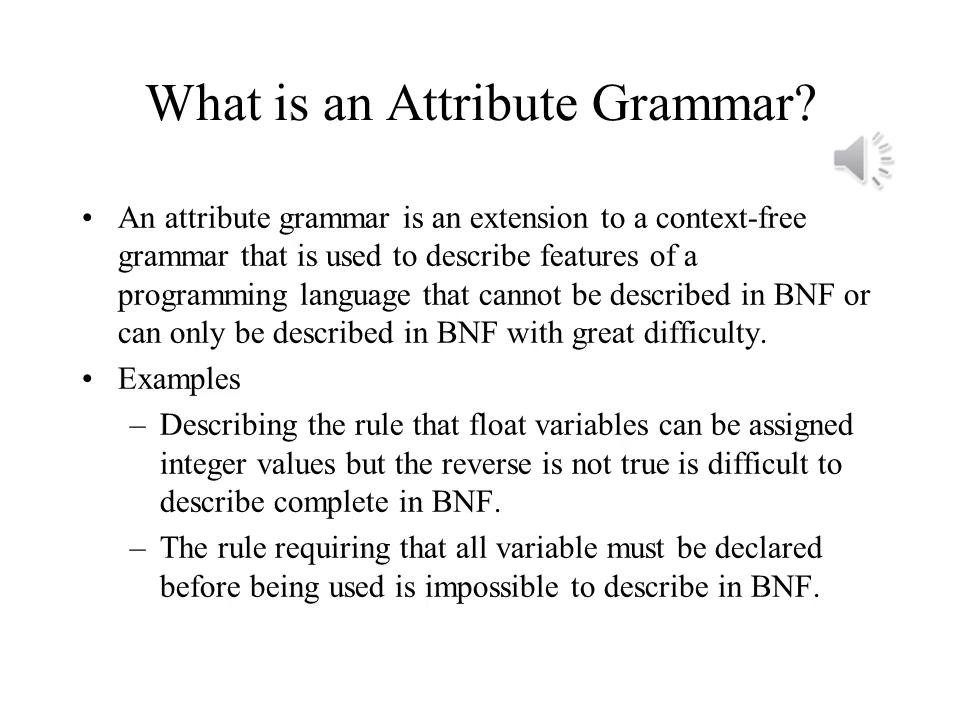 What is an Attribute Grammar?
• An attribute grammar is an extension to a context-free
grammar that is used to describe features of a
programming language that cannot be described in BNF or
can only be described in BNF with great difficulty.
• Examples
– Describing the rule that float variables can be assigned
integer values but the reverse is not true is difficult to
describe complete in BNF.
– The rule requiring that all variable must be declared
before being used is impossible to describe in BNF.